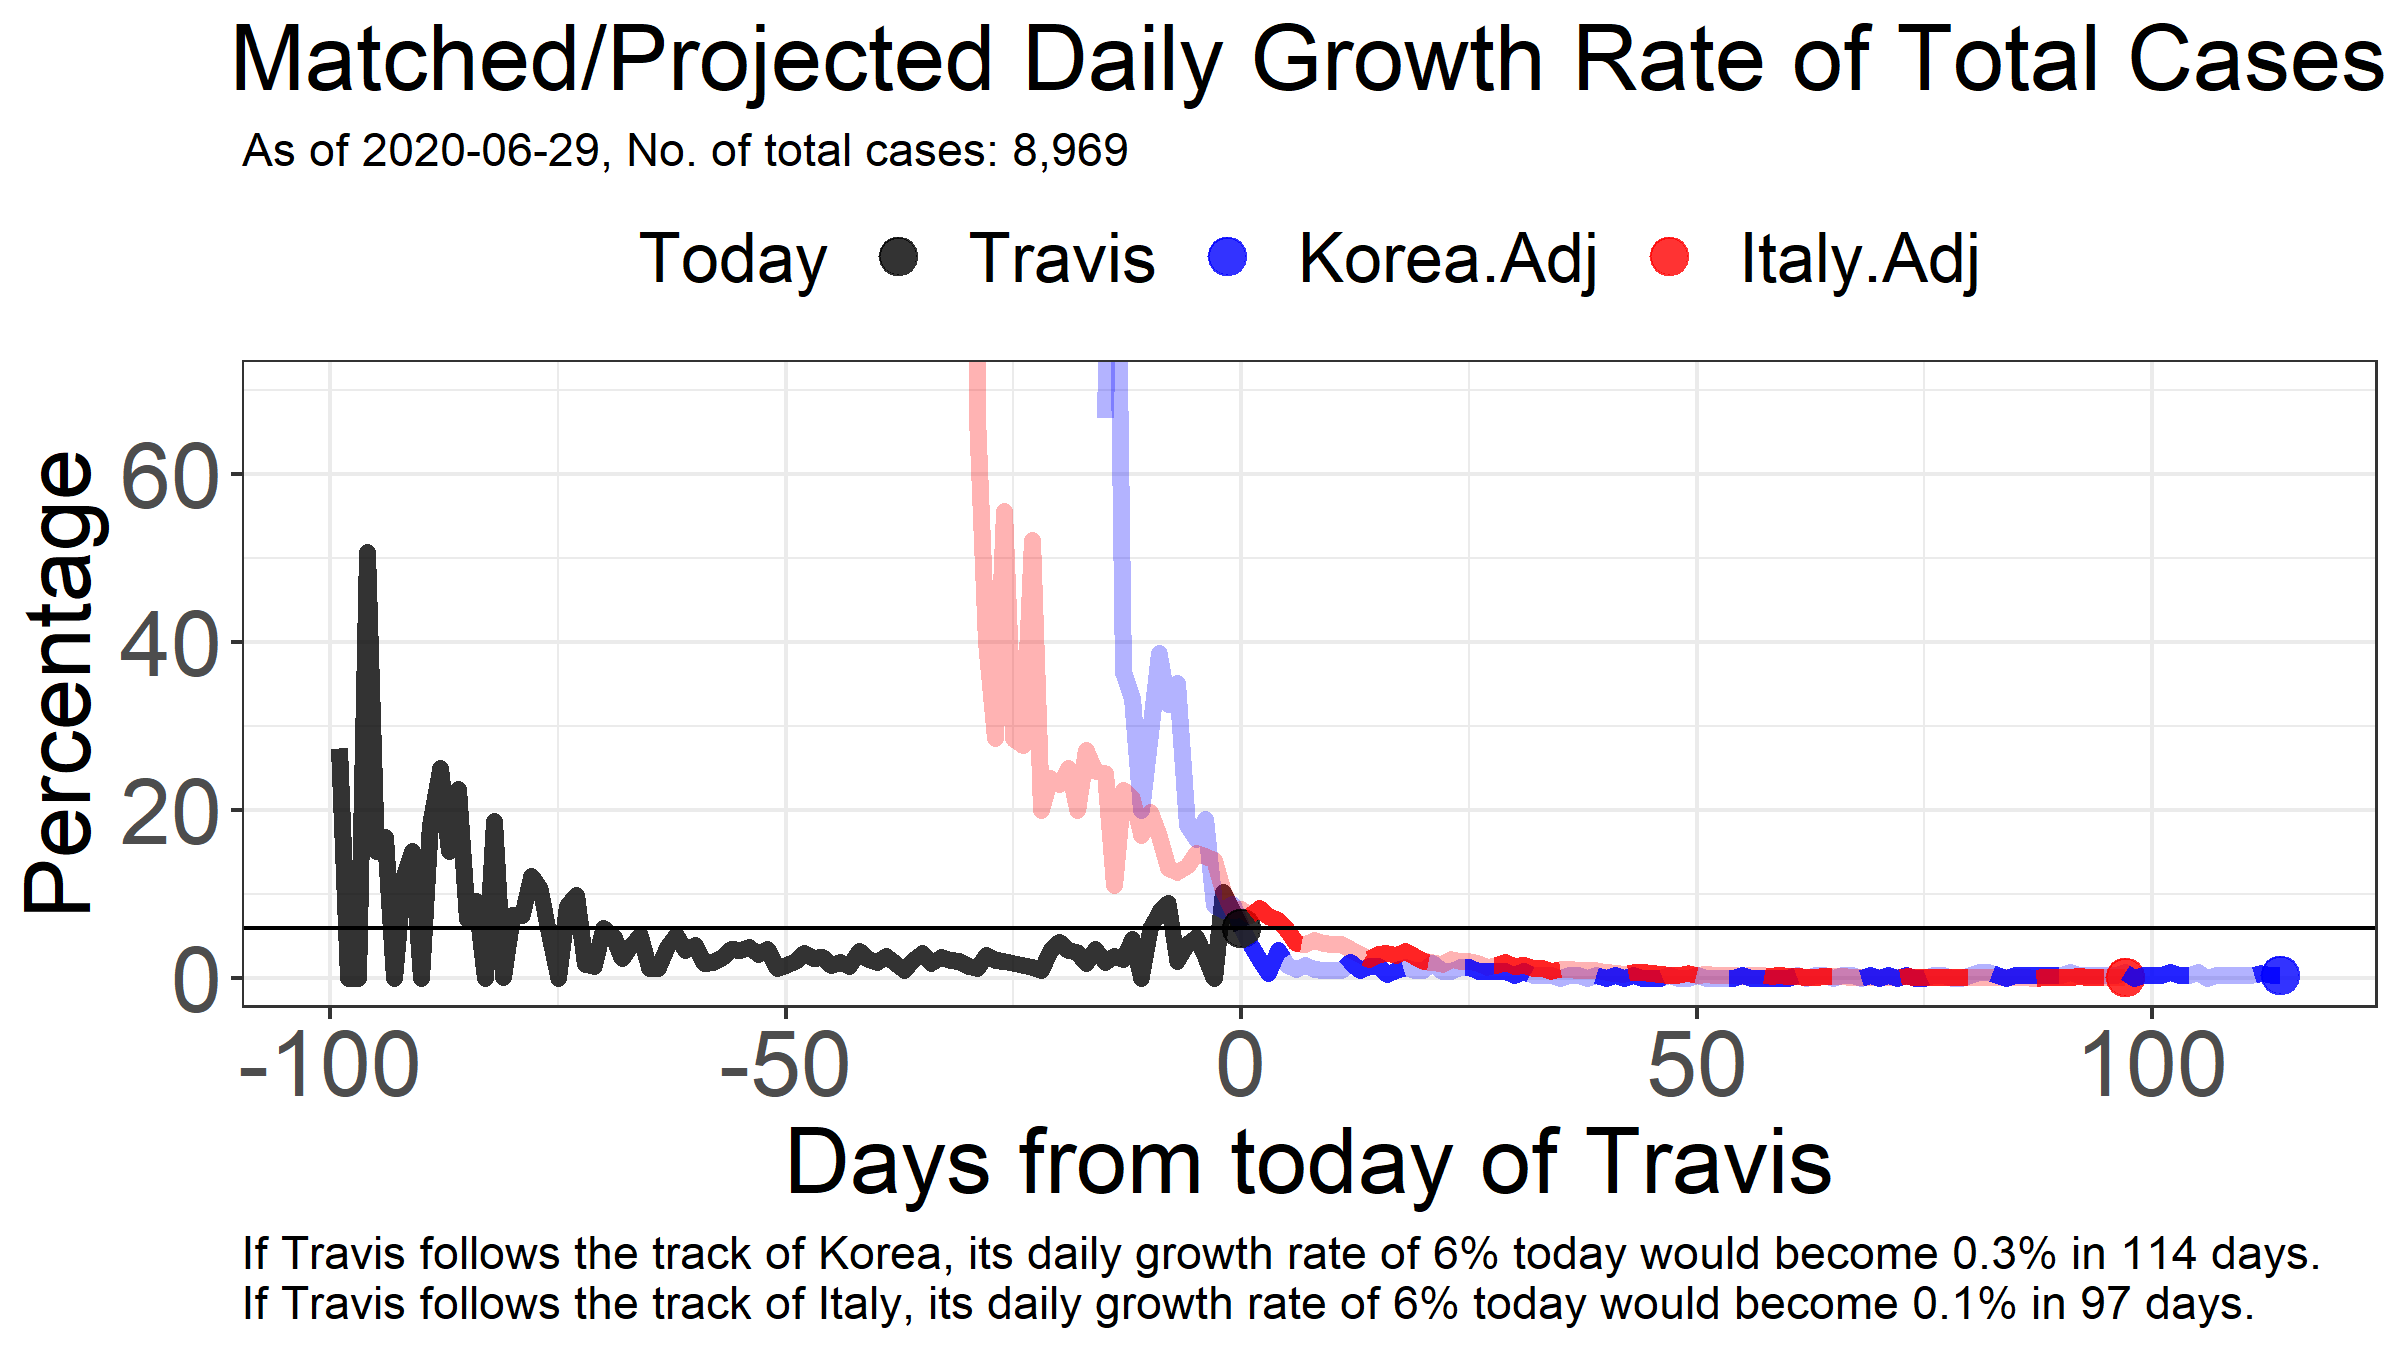 Matched/Projected Daily Growth Rate of Total Cases
As of 2020-06-29, No. of total cases: 8,969
Today Travis Korea.Adj Italy.Adj
Percentage
60
40
20
0
-100 -50 0 50 100
Days from today of Travis
If Travis follows the track of Korea, its daily growth rate of 6% today would become 0.3% in 114 days.
If Travis follows the track of Italy, its daily growth rate of 6% today would become 0.1% in 97 days.